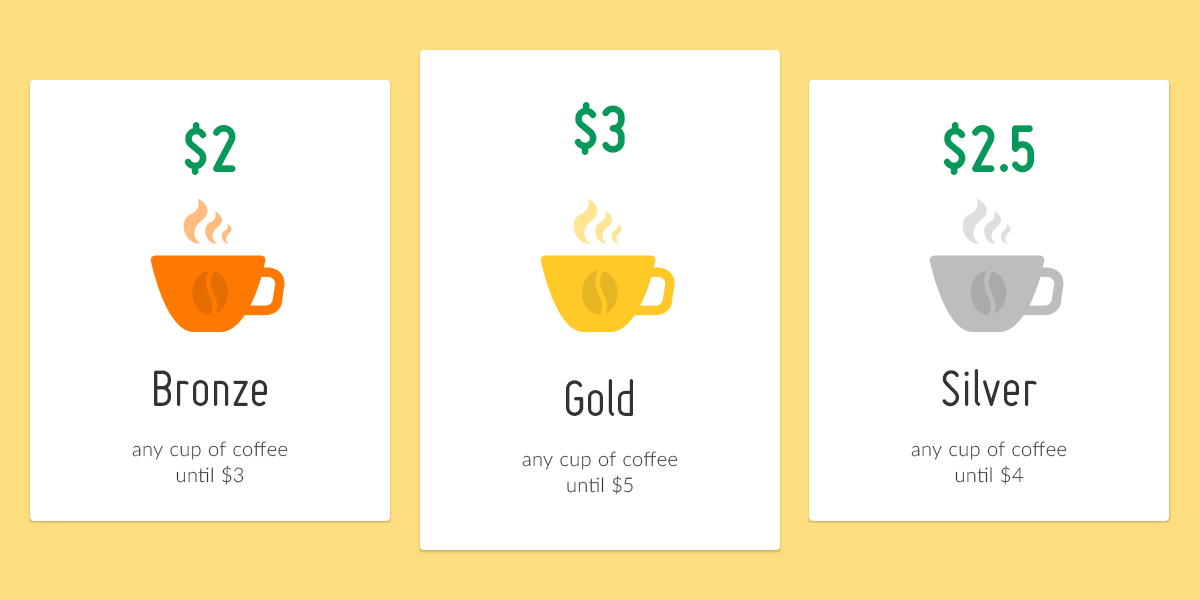 $2
Bronze
any cup of coffee
until $3
$3
Gold
any cup of coffee
until $5
$2.5
Silver
any cup of coffee
until $4